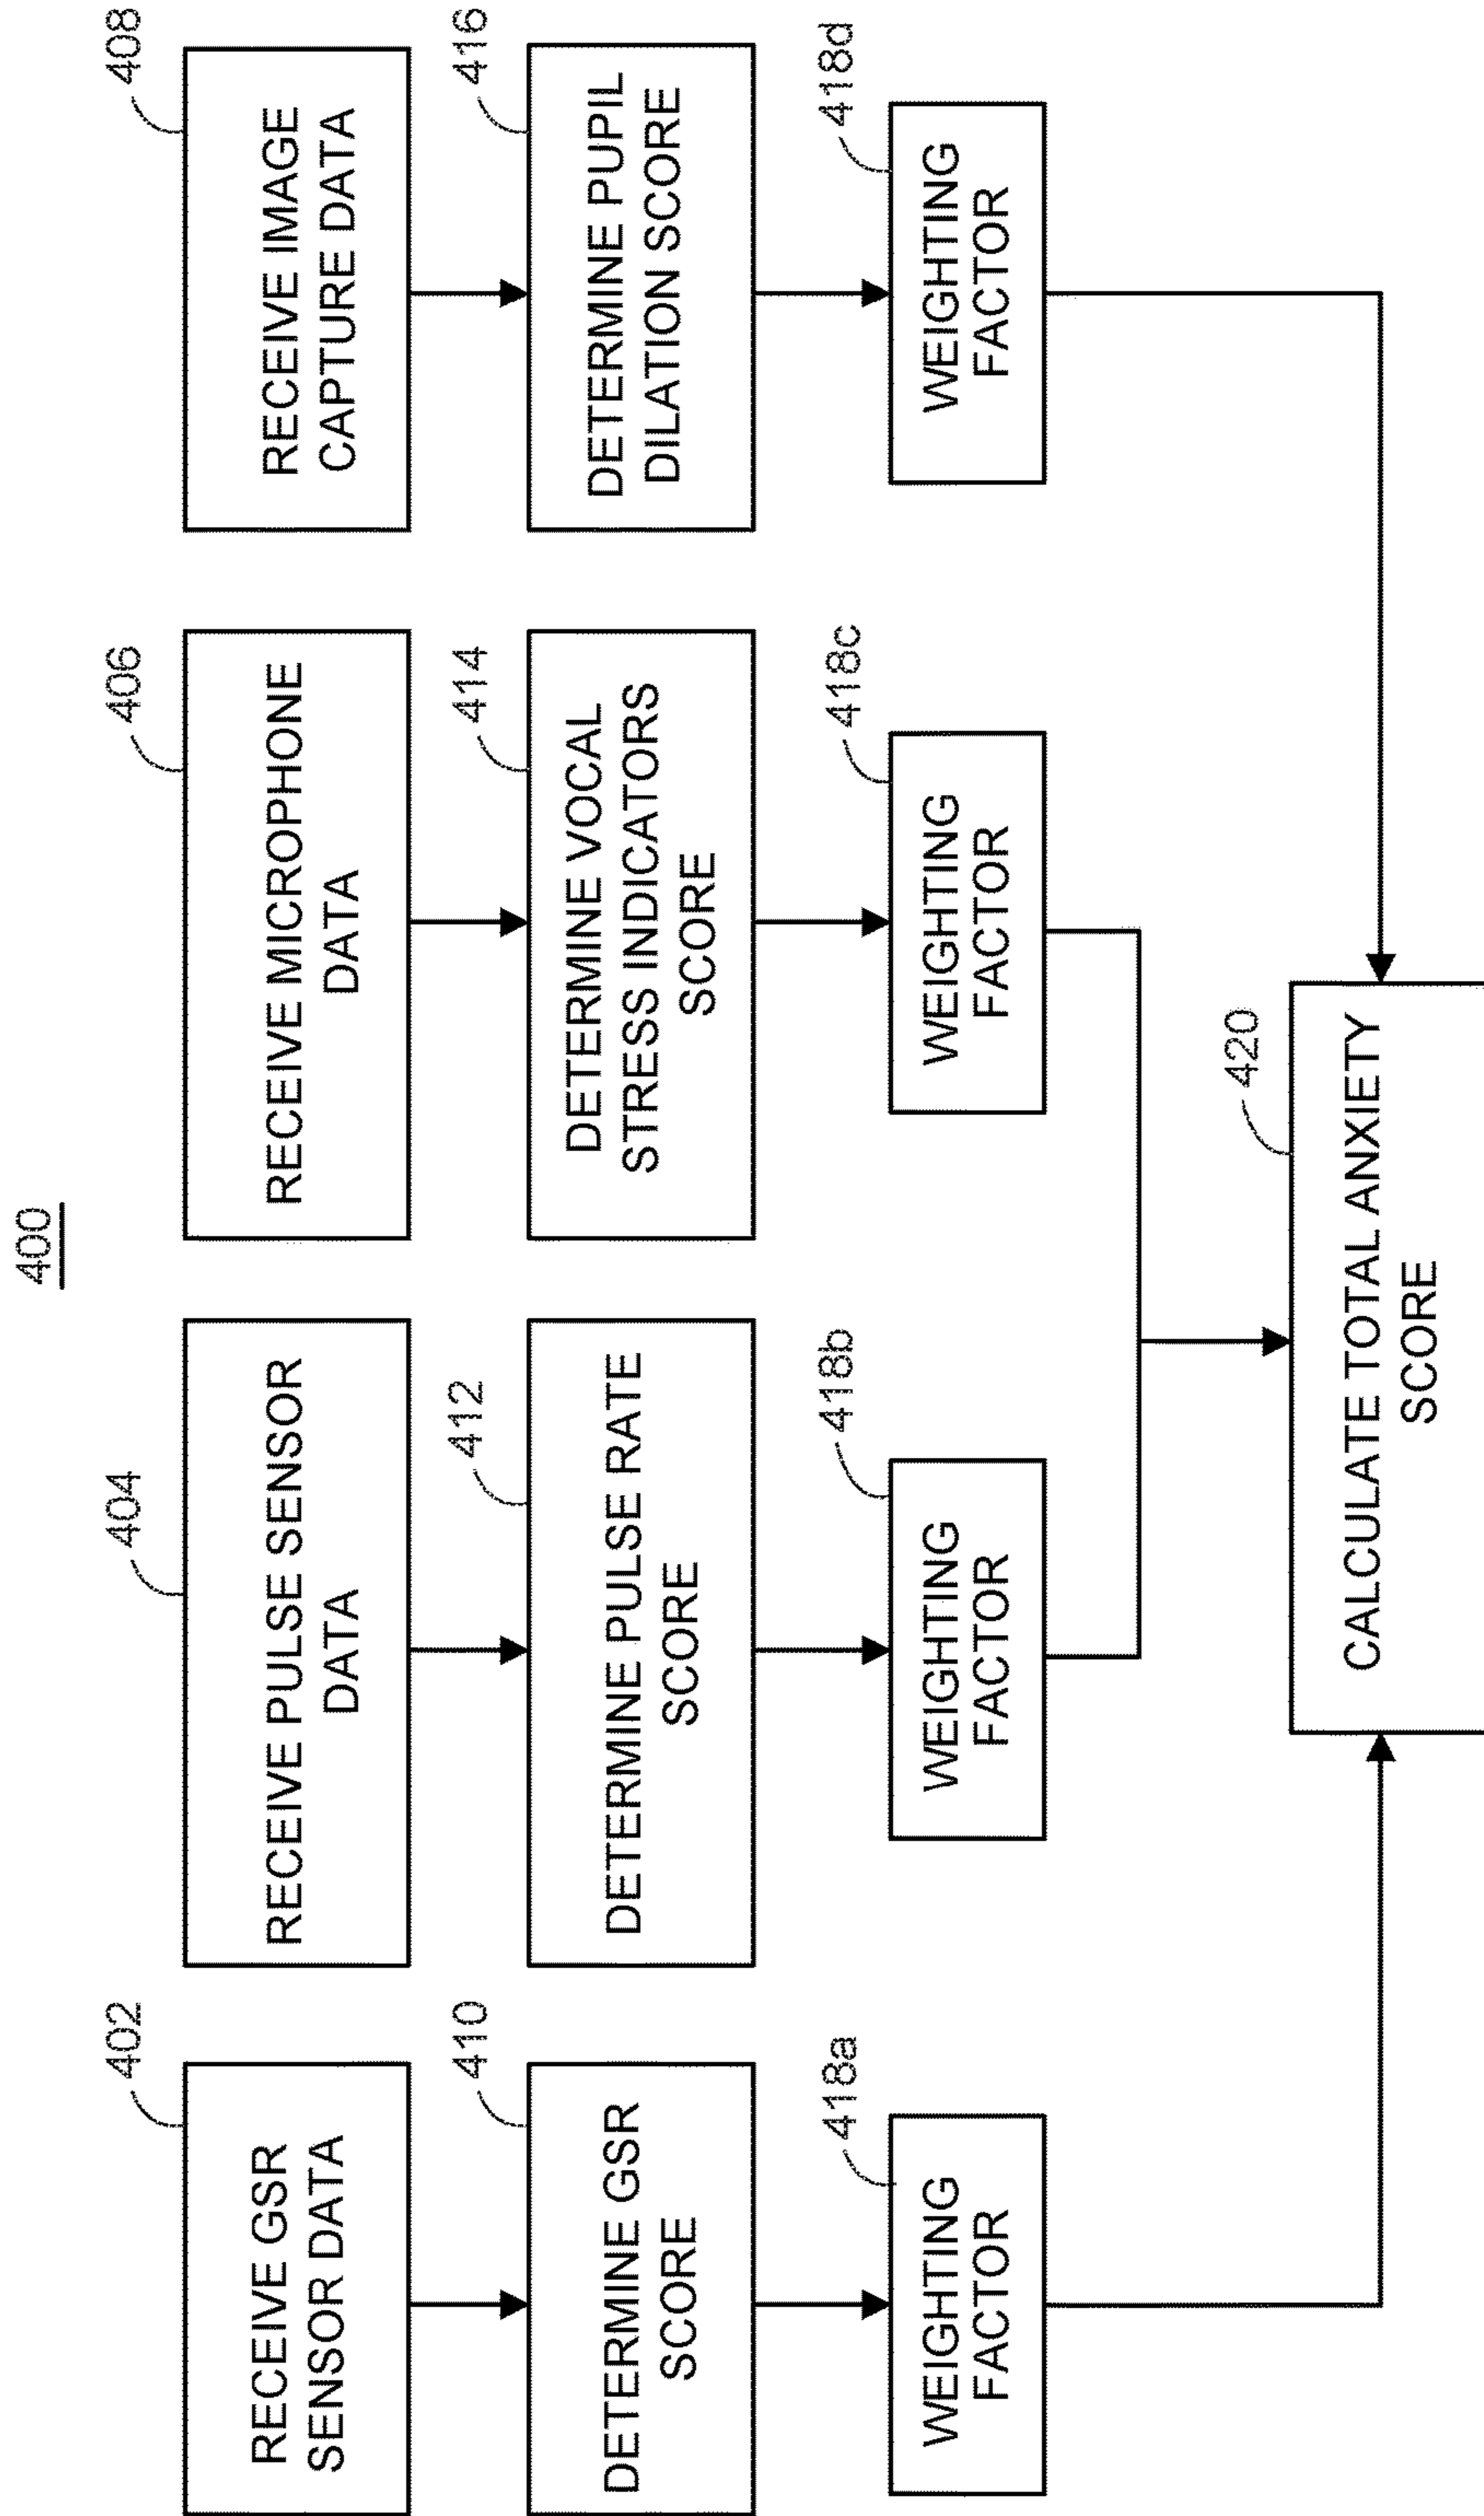 400
402
RECEIVE GSR
SENSOR DATA
404
RECEIVE PULSE SENSOR
DATA
406
RECEIVE MICROPHONE
DATA
408
RECEIVE IMAGE
CAPTURE DATA
410
DETERMINE GSR
SCORE
412
DETERMINE PULSE RATE
SCORE
414
DETERMINE VOCAL
STRESS INDICATORS
SCORE
416
DETERMINE PUPIL
DILATION SCORE
418a
WEIGHTING
FACTOR
418b
WEIGHTING
FACTOR
418c
WEIGHTING
FACTOR
418d
WEIGHTING
FACTOR
420
CALCULATE TOTAL ANXIETY
SCORE